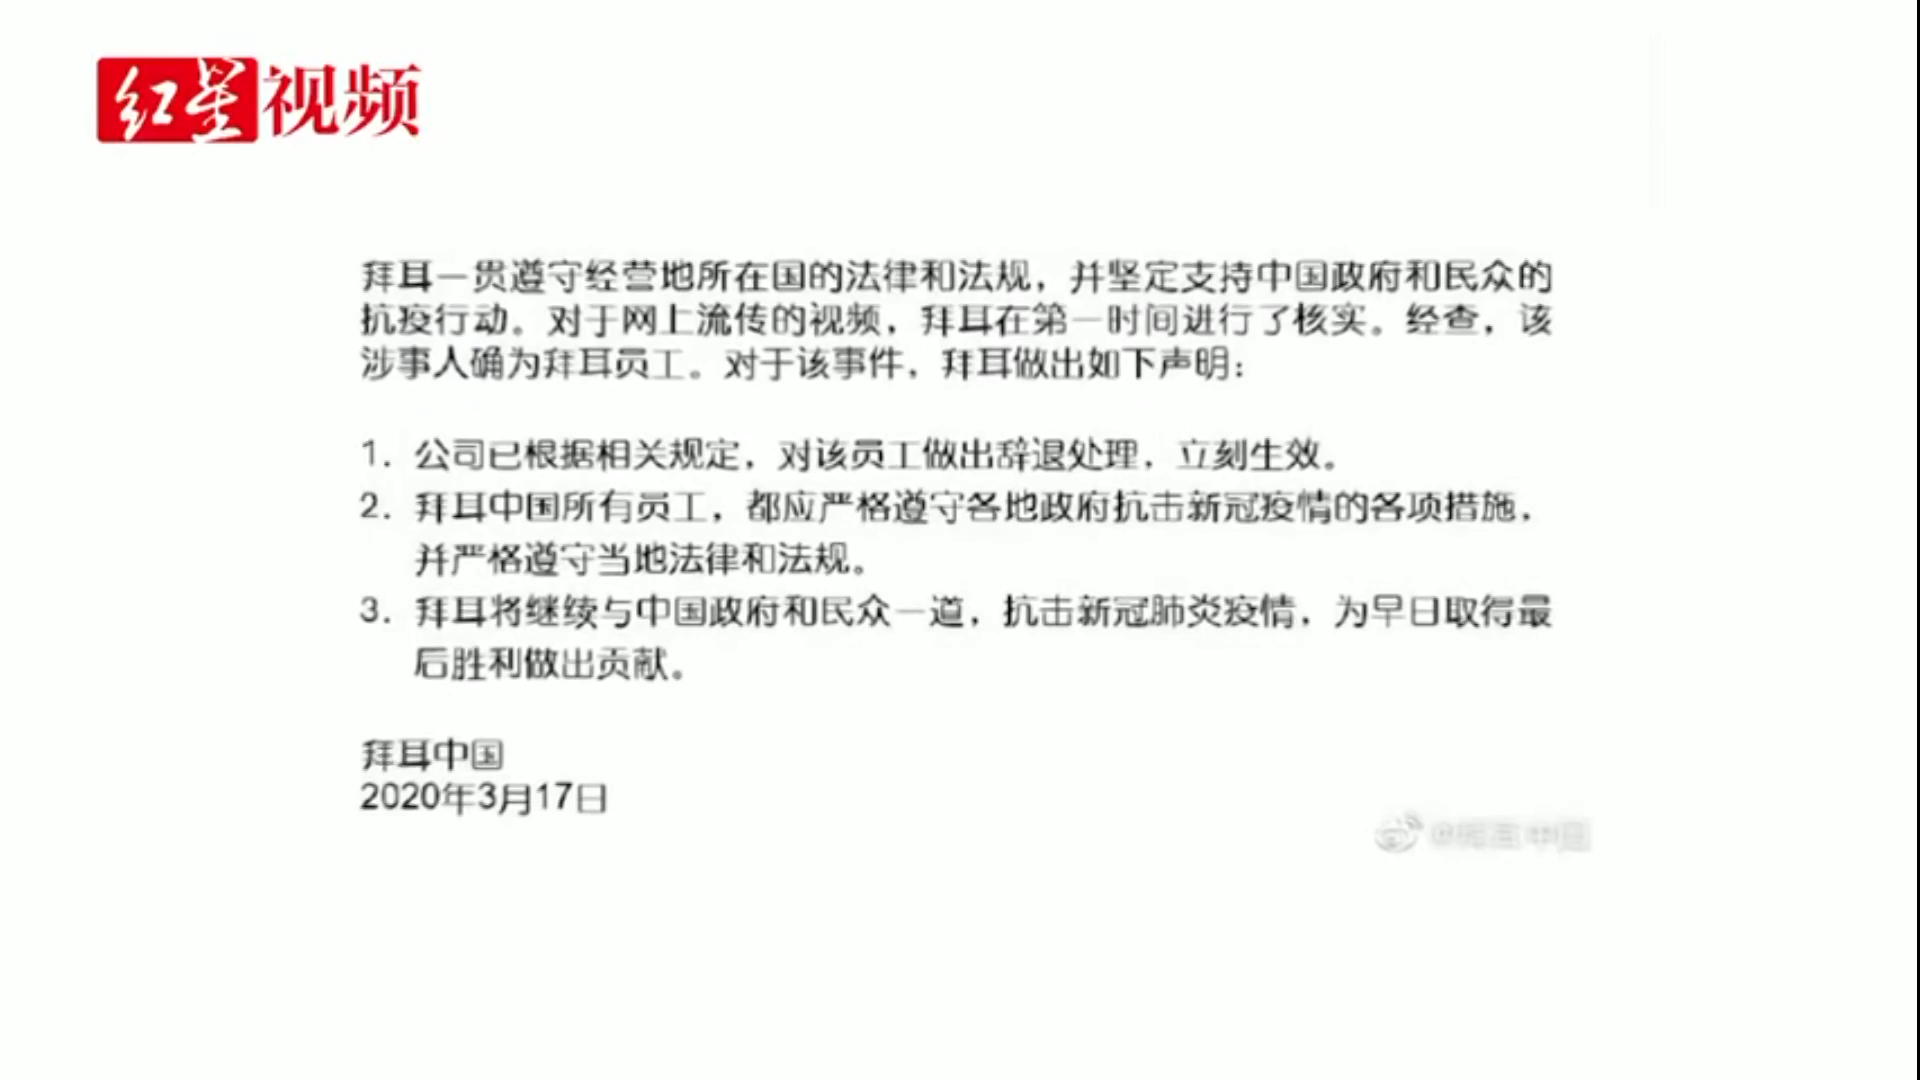 红星视频
拜耳一贯遵守经营地所在国的法律和法规，并坚定支持中国政府和民众的
抗疫行动。对于网上流传的视频，拜耳在第一时间进行了核实。经查，该
涉事人确为拜耳员工。对于该事件，拜耳做出如下声明：
1. 公司已根据相关规定，对该员工做出辞退处理，立刻生效。
2. 拜耳中国所有员工，都应严格遵守各地政府抗击新冠疫情的各项措施，
并严格遵守当地法律和法规。
3. 拜耳将继续与中国政府和民众一道，抗击新冠肺炎疫情，为早日取得最
后胜利做出贡献。
拜耳中国
2020年3月17日
@拜耳中国